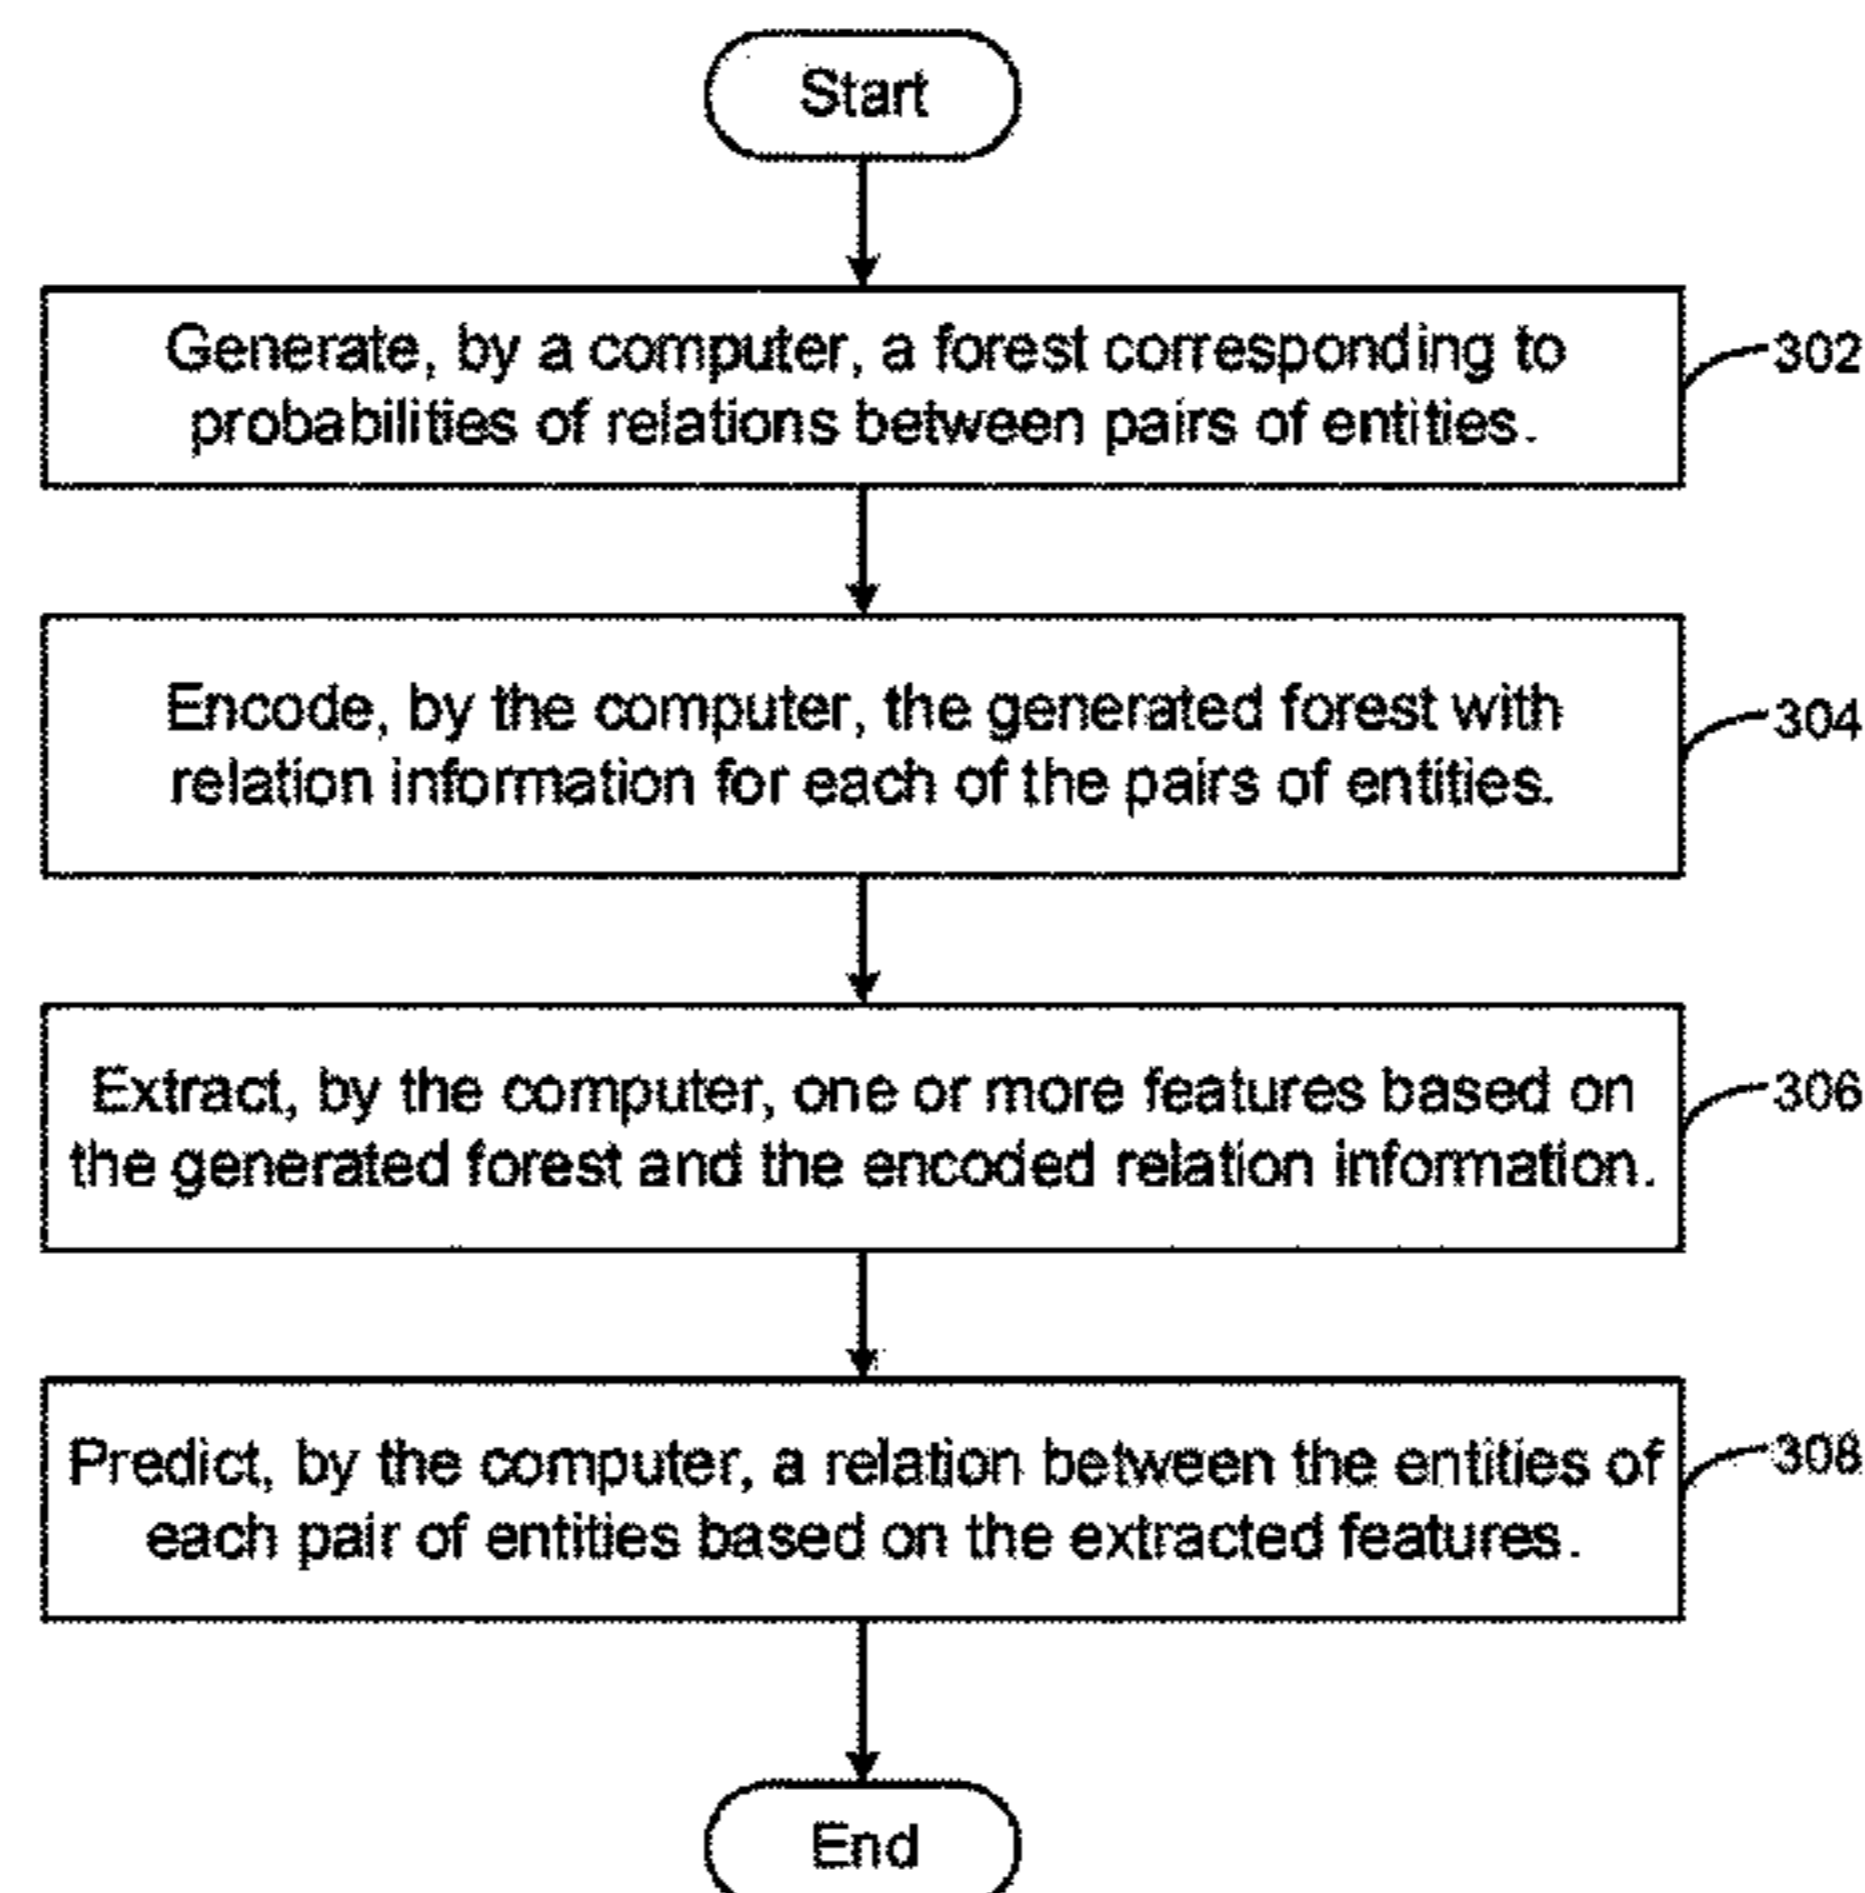 Start
Generate, by a computer, a forest corresponding to
probabilities of relations between pairs of entities.
302
Encode, by the computer, the generated forest with
relation information for each of the pairs of entities.
304
Extract, by the computer, one or more features based on
the generated forest and the encoded relation information.
306
Predict, by the computer, a relation between the entities of
each pair of entities based on the extracted features.
308
End